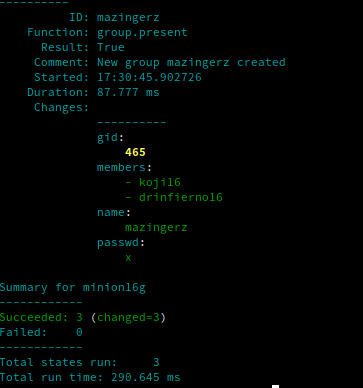 ----------
ID: mazingerz
Function: group.present
Result: True
Comment: New group mazingerz created
Started: 17:30:45.902726
Duration: 87.777 ms
Changes:
----------
gid:
465
members:
- koji16
- drinfierno16
name:
mazingerz
passwd:
x
Summary for minion16g
------------
Succeeded: 3 (changed=3)
Failed:    0
------------
Total states run:     3
Total run time: 290.645 ms